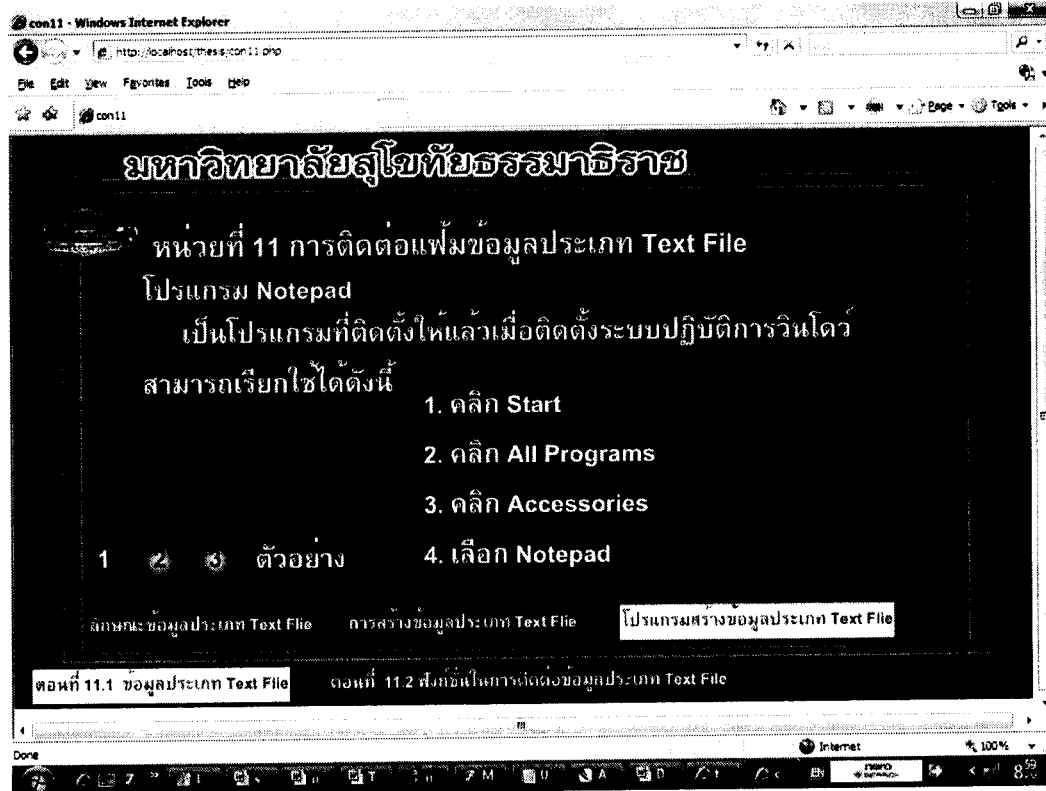 con11 - Windows Internet Explorer
http://localhost/thesis/con11.php
File Edit View Favorites Tools Help
con11
Page Tools
มหาวิทยาลัยสุโขทัยธรรมาธิราช
หน่วยที่ 11 การติดต่อแฟ้มข้อมูลประเภท Text File
โปรแกรม Notepad
เป็นโปรแกรมที่ติดตั้งให้แล้วเมื่อติดตั้งระบบปฏิบัติการวินโดว์
สามารถเรียกใช้ได้ดังนี้
1. คลิก Start
2. คลิก All Programs
3. คลิก Accessories
4. เลือก Notepad
1 2 3 ตัวอย่าง
ลักษณะข้อมูลประเภท Text Flie การสร้างข้อมูลประเภท Text Flie โปรแกรมสร้างข้อมูลประเภท Text Flie
ตอนที่ 11.1 ข้อมูลประเภท Text Flie ตอนที่ 11.2 ฟังก์ชั่นในการติดต่อข้อมูลประเภท Text File
Done Internet 100%
EN nero